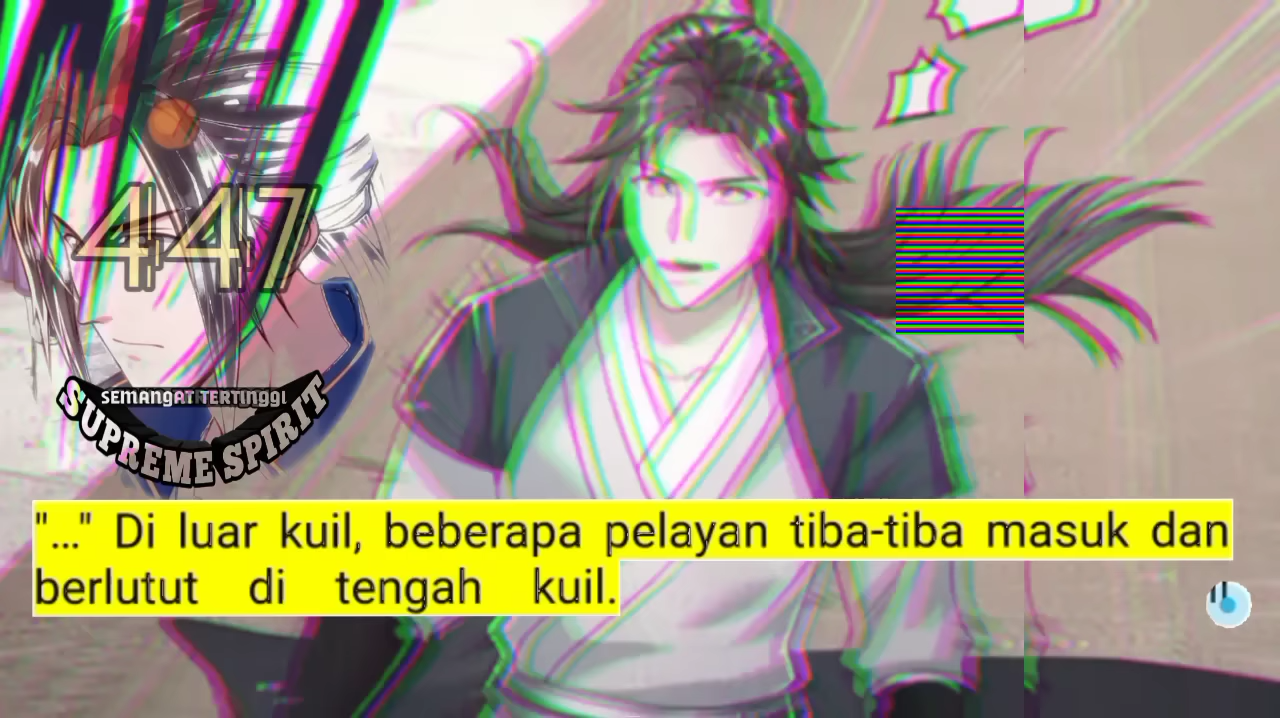 447
SEMANGAT TERTINGGI
SUPREME SPIRIT
"..." Di luar kuil, beberapa pelayan tiba-tiba masuk dan
berlutut di tengah kuil.